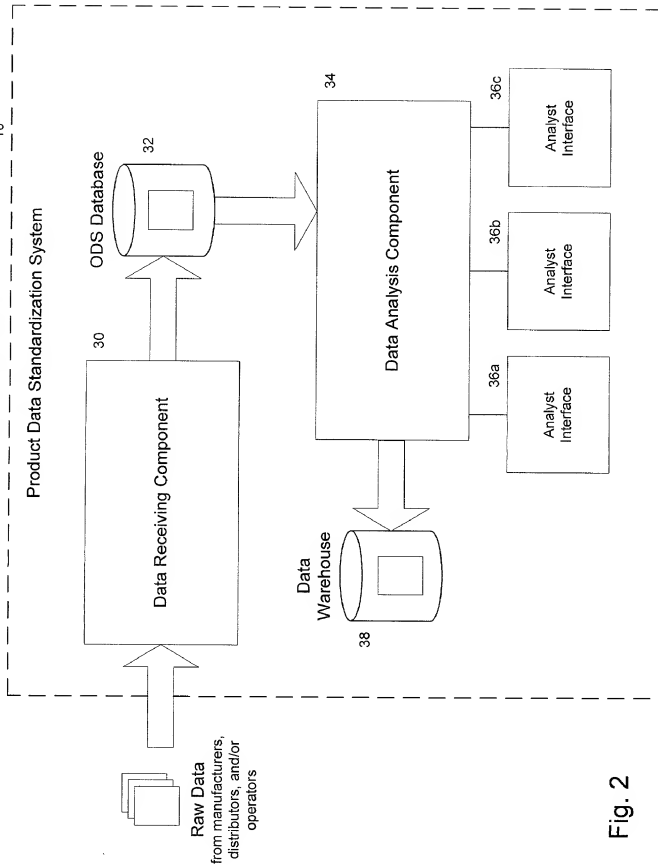 Product Data Standardization System
Raw Data
from manufacturers,
distributors, and/or
operators
30
Data Receiving Component
ODS Database
32
34
Data Analysis Component
Data
Warehouse
38
36a
Analyst
Interface
36b
Analyst
Interface
36c
Analyst
Interface
Fig. 2